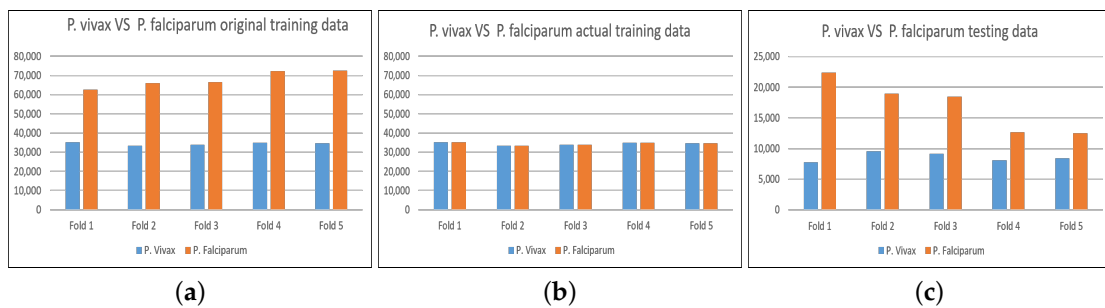 P. vivax VS P. falciparum original training data
80,000
70,000
60,000
50,000
40,000
30,000
20,000
10,000
0
Fold 1 Fold 2 Fold 3 Fold 4 Fold 5
P. Vivax P. Falciparum
(a)
P. vivax VS P. falciparum actual training data
80,000
70,000
60,000
50,000
40,000
30,000
20,000
10,000
0
Fold 1 Fold 2 Fold 3 Fold 4 Fold 5
P. Vivax P. Falciparum
(b)
P. vivax VS P. falciparum testing data
25,000
20,000
15,000
10,000
5,000
0
Fold 1 Fold 2 Fold 3 Fold 4 Fold 5
P. Vivax P. Falciparum
(c)